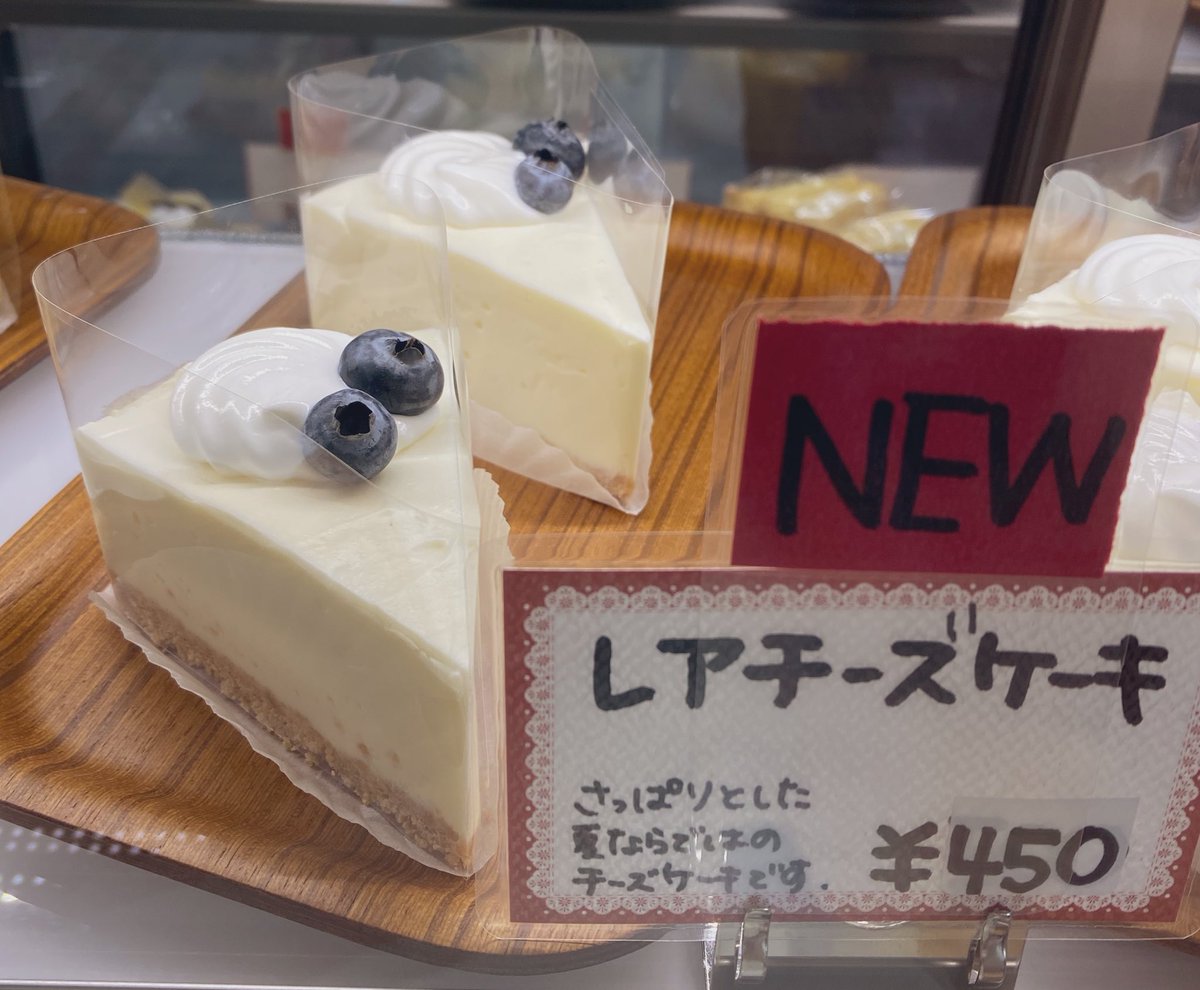 NEW
レアチーズケーキ
さっぱりとした
夏ならではの
チーズケーキです.
¥450